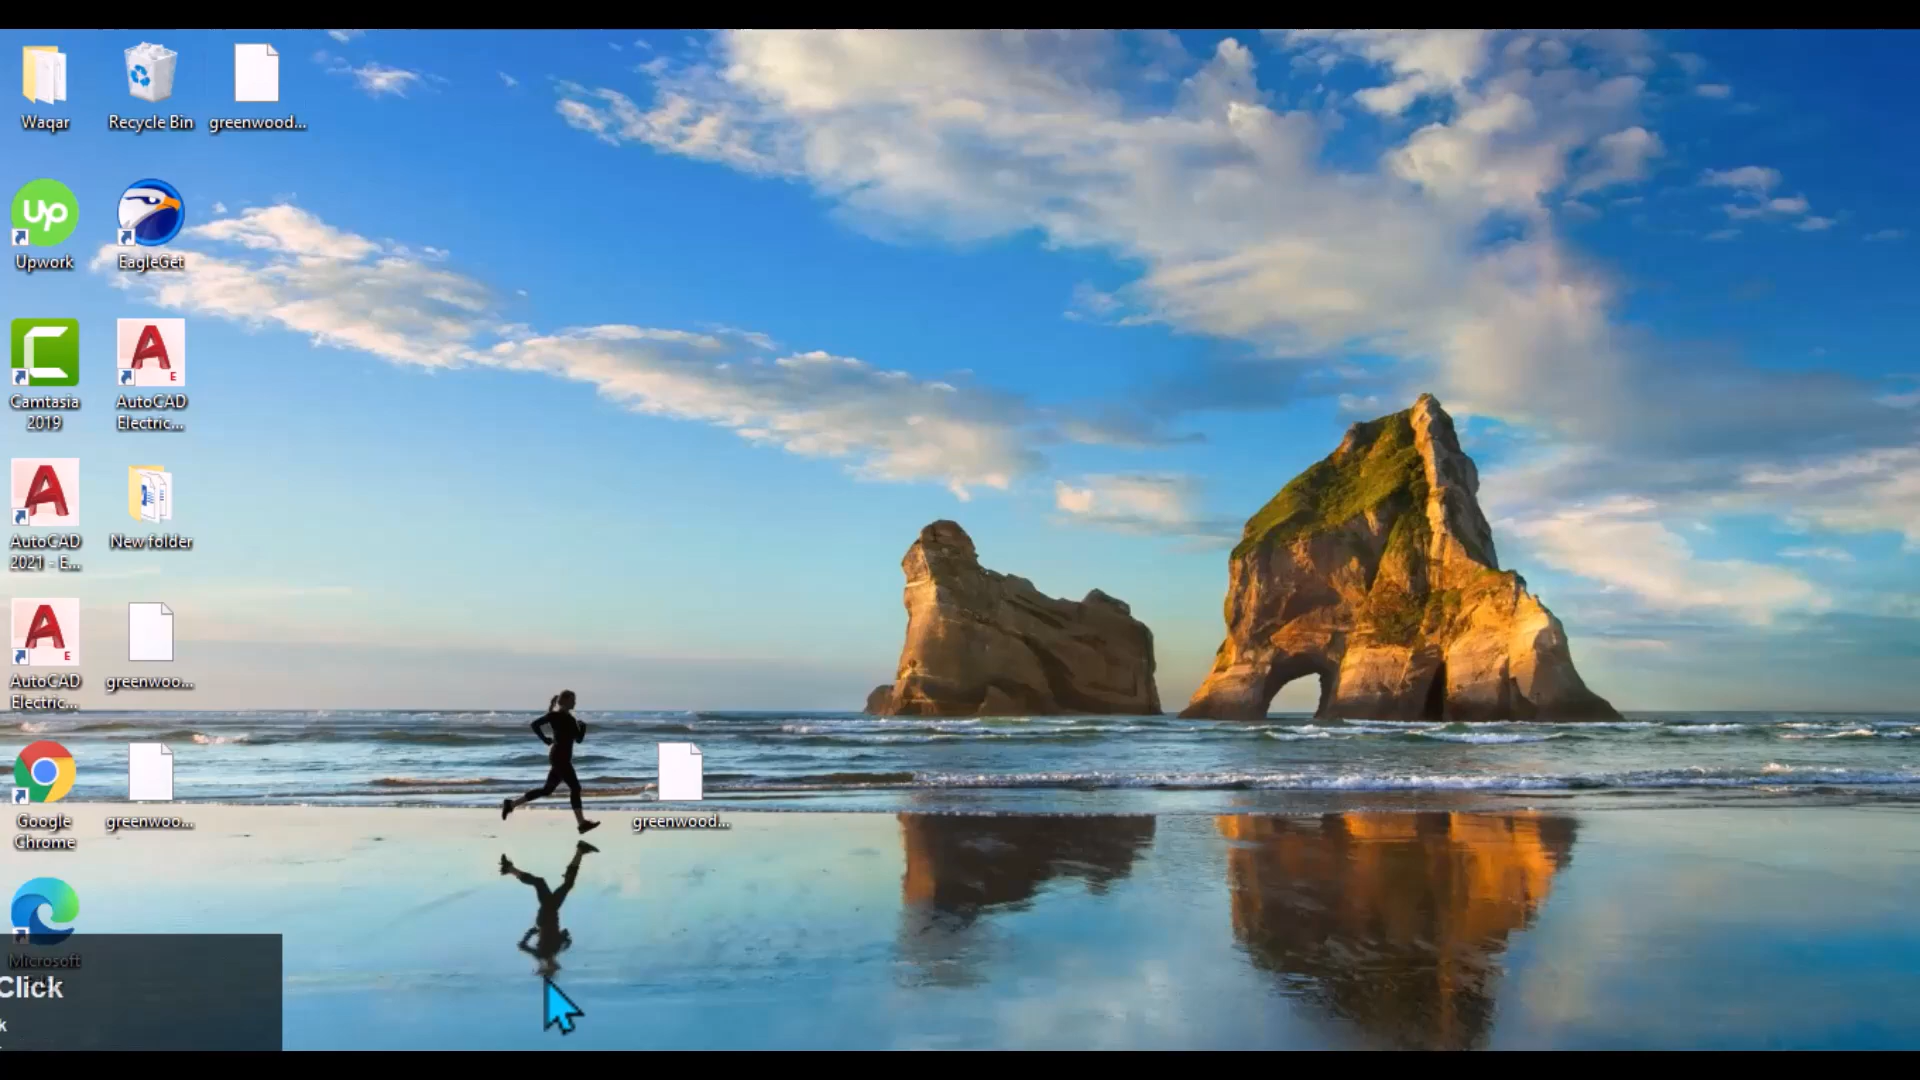 Waqar
Recycle Bin
greenwood...
Up
Upwork
EagleGet
Camtasia
2019
A
E
AutoCAD
Electric...
A
AutoCAD
2021 - E...
New folder
A
E
AutoCAD
Electric...
greenwoo...
Google
Chrome
greenwoo...
greenwood...
Microsoft
Click
k